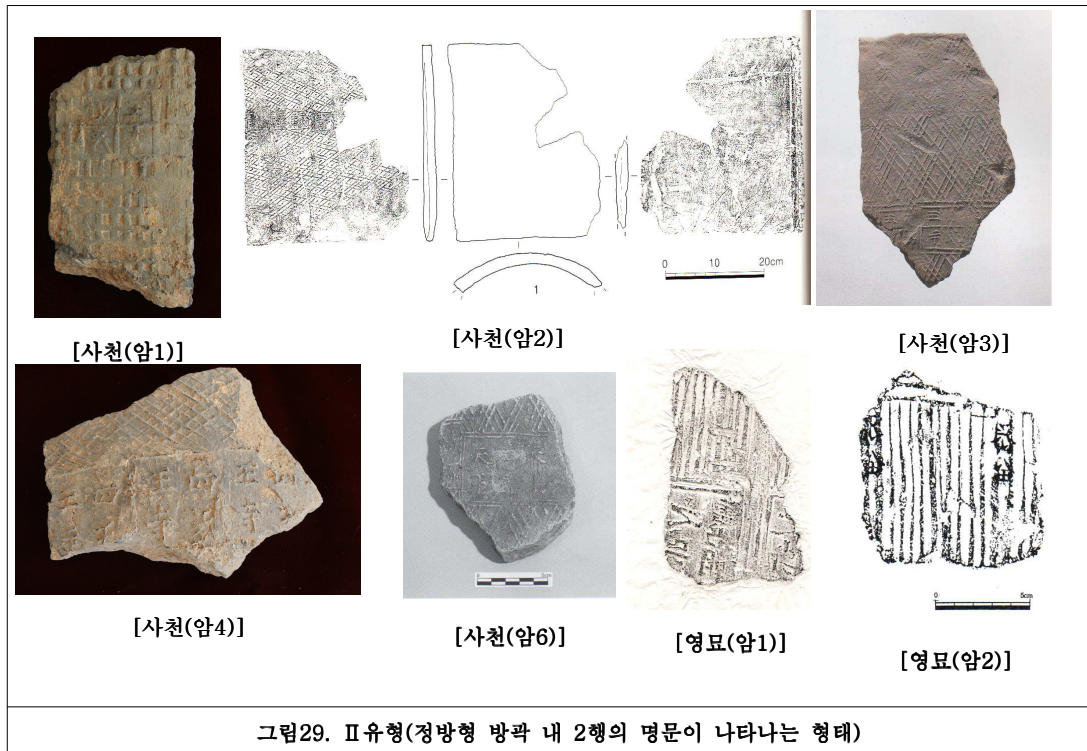 0 10 20cm
1
[사천(암1)]
[사천(암2)]
[사천(암3)]
[사천(암4)]
[사천(암6)]
[영묘(암1)]
0 5cm
[영묘(암2)]
그림29. Ⅱ유형(정방형 방곽 내 2행의 명문이 나타나는 형태)